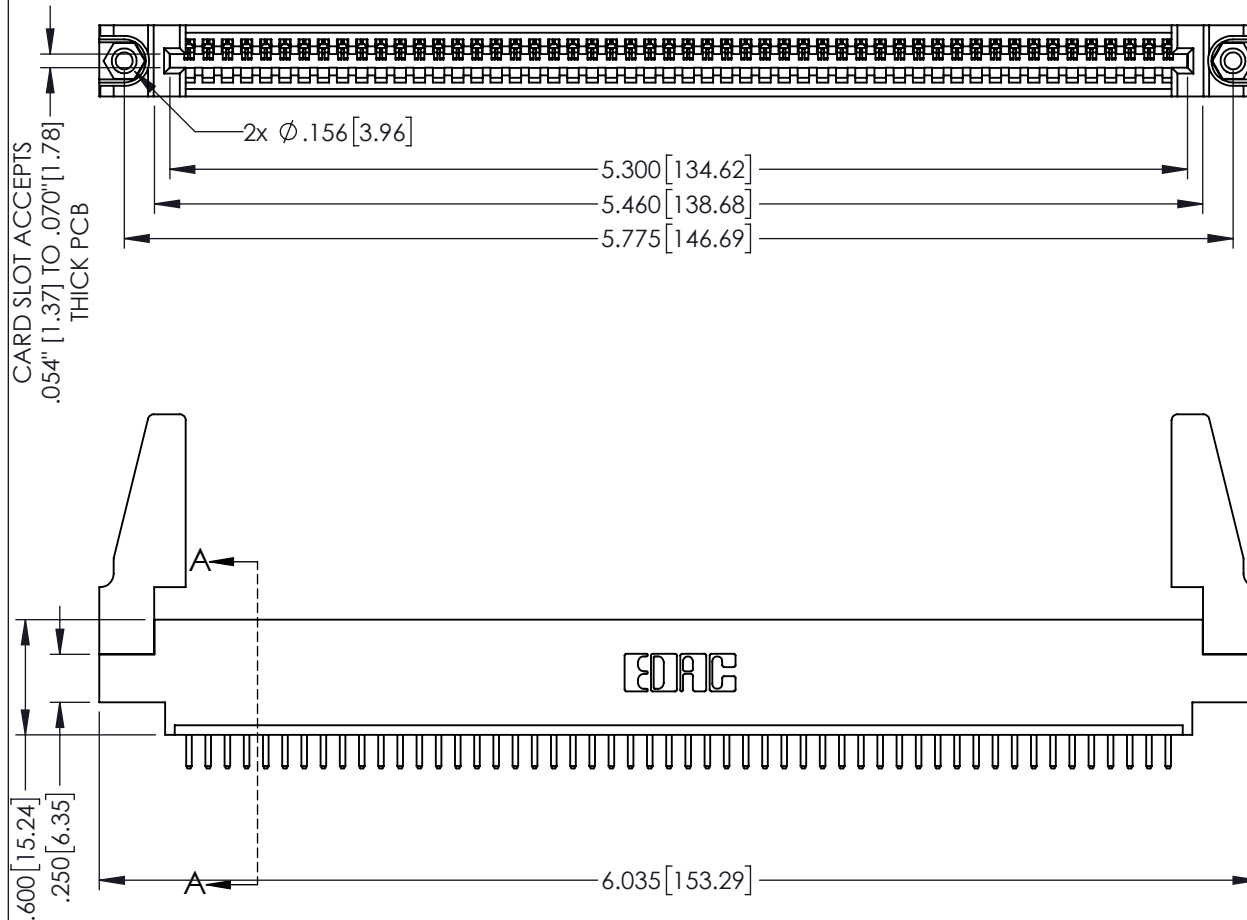 2x ∅ .156[3.96]
5.300[134.62]
5.460[138.68]
5.775[146.69]
CARD SLOT ACCEPTS
.054" [1.37] TO .070"[1.78]
THICK PCB
A
EDAC
.600[15.24]
.250[6.35]
A
6.035[153.29]